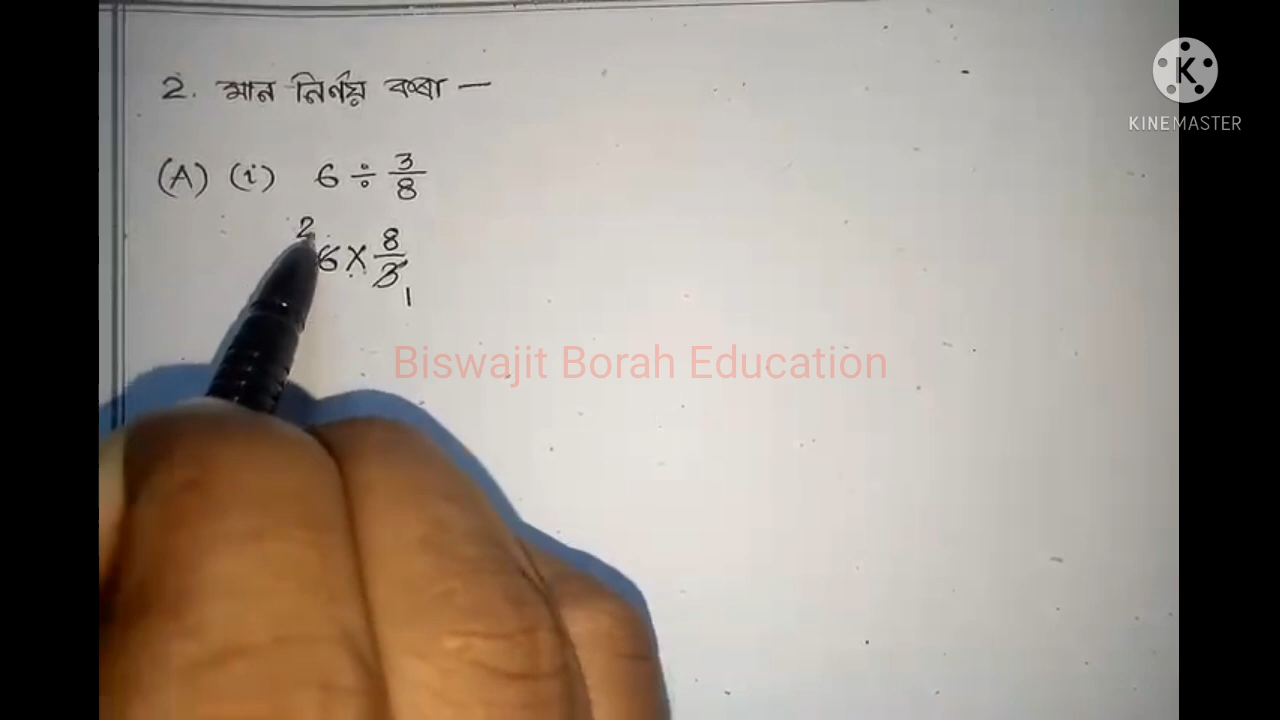 2. মান নিৰ্ণয় কৰা —
K
KINEMASTER
(A) (i) 6 ÷ 3/8
2
6 × 8/3
1
Biswajit Borah Education